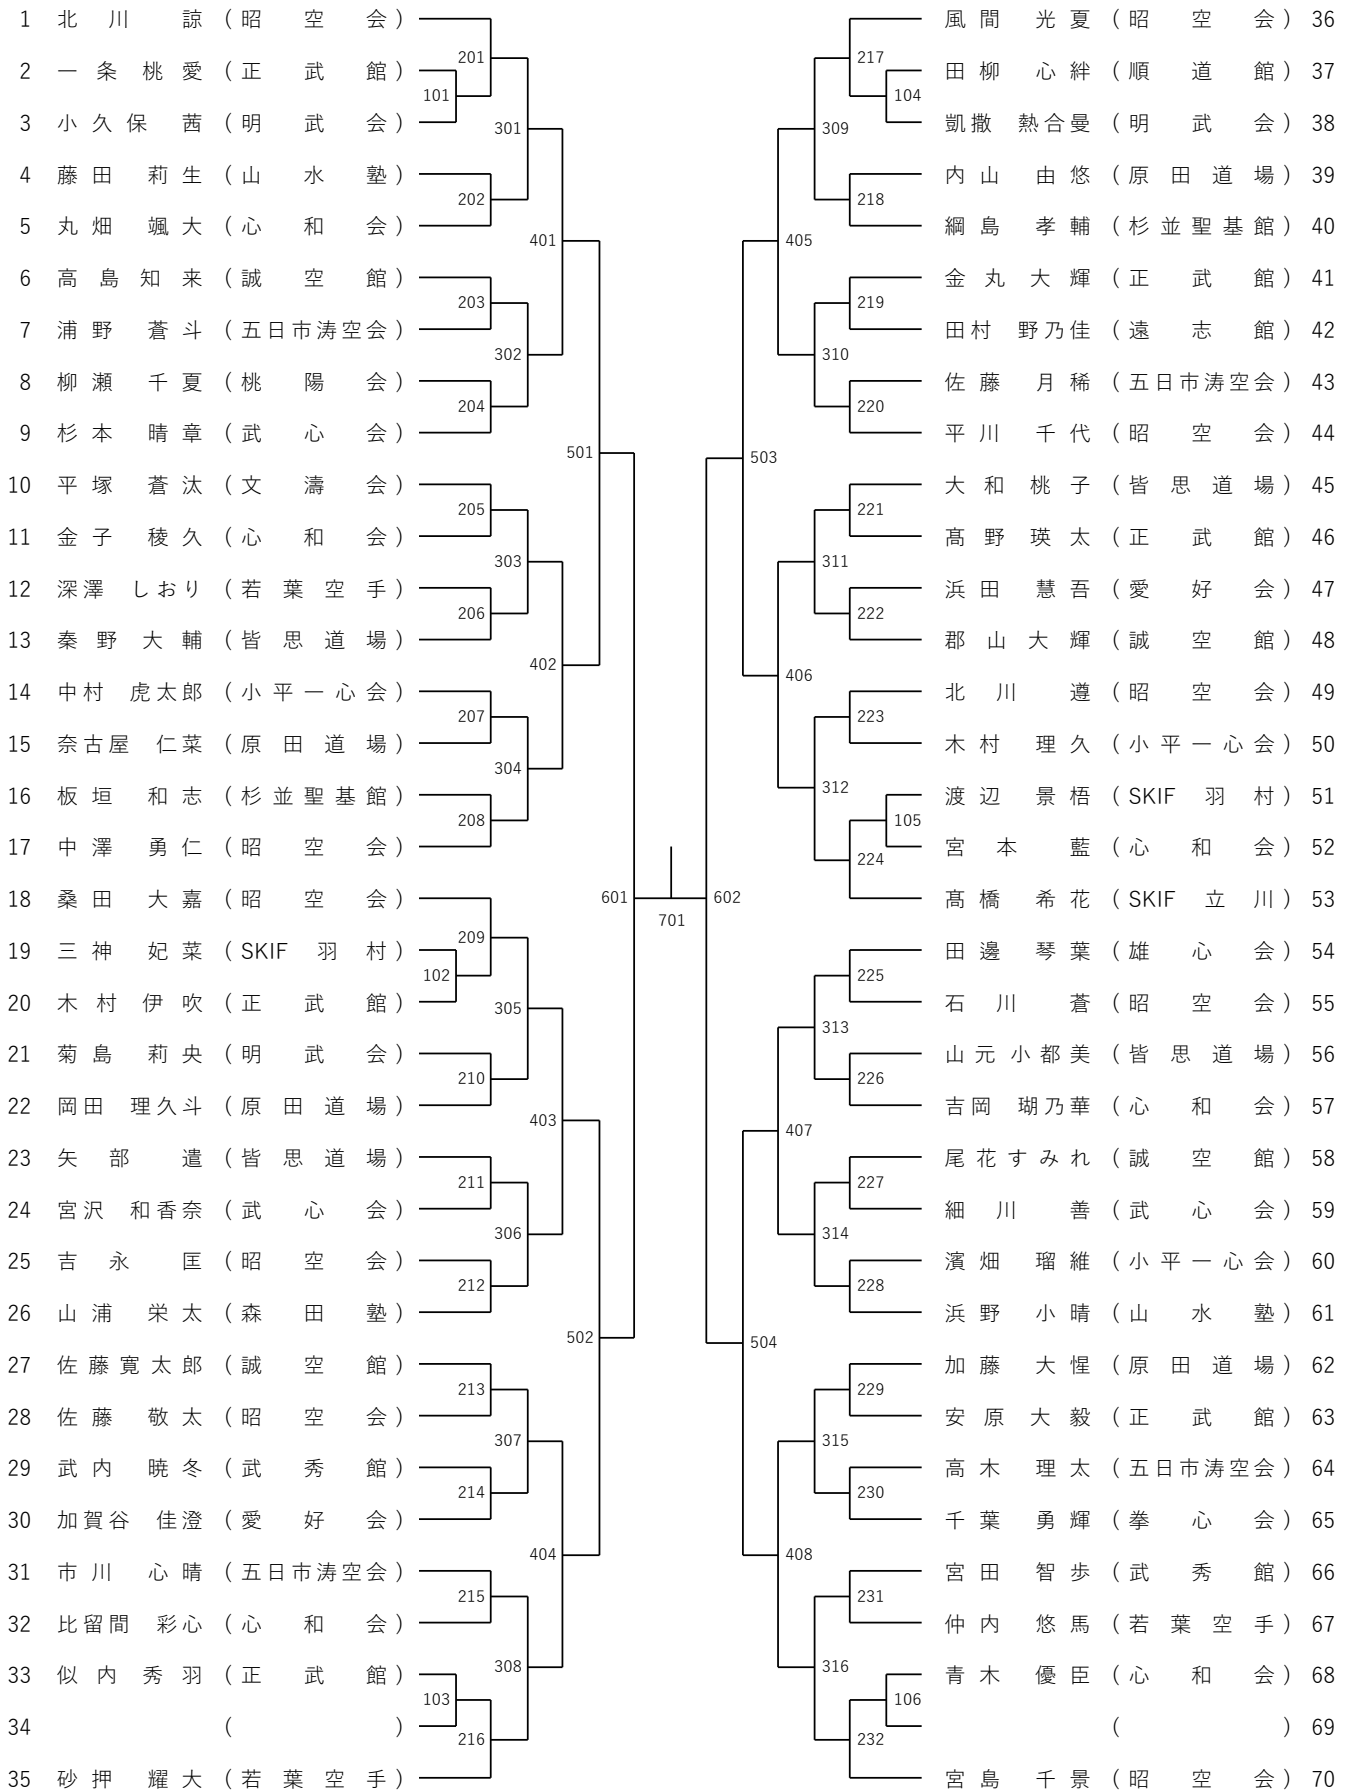 1 北川 諒 (昭空会)
2 一条桃愛 (正武館)
3 小久保 茜 (明武会)
4 藤田 莉生 (山水塾)
5 丸畑 颯大 (心和会)
6 高島知来 (誠空館)
7 浦野 蒼斗 (五日市涛空会)
8 柳瀬 千夏 (桃陽会)
9 杉本 晴章 (武心会)
10 平塚 蒼汰 (文濤会)
11 金子 稜久 (心和会)
12 深澤 しおり (若葉空手)
13 秦野大輔 (皆思道場)
14 中村 虎太郎 (小平一心会)
15 奈古屋 仁菜 (原田道場)
16 板垣 和志 (杉並聖基館)
17 中澤 勇仁 (昭空会)
18 桑田 大嘉 (昭空会)
19 三神 妃菜 (SKIF 羽村)
20 木村伊吹 (正武館)
21 菊島 莉央 (明武会)
22 岡田 理久斗 (原田道場)
23 矢部 遣 (皆思道場)
24 宮沢 和香奈 (武心会)
25 吉永 匡 (昭空会)
26 山浦 栄太 (森田塾)
27 佐藤寛太郎 (誠空館)
28 佐藤 敬太 (昭空会)
29 武内 暁冬 (武秀館)
30 加賀谷 佳澄 (愛好会)
31 市川 心晴 (五日市涛空会)
32 比留間 彩心 (心和会)
33 似内秀羽 (正武館)
34 ( )
35 砂押 耀大 (若葉空手)
101
102
103
201
202
203
204
205
206
207
208
209
210
211
212
213
214
215
216
301
302
303
304
305
306
307
308
401
402
403
404
501
502
601
701
602
503
504
405
406
407
408
309
310
311
312
313
314
315
316
217
218
219
220
221
222
223
224
225
226
227
228
229
230
231
232
104
105
106
風間 光夏 (昭空会) 36
田柳 心絆 (順道館) 37
凱撒 熱合曼 (明武会) 38
内山 由悠 (原田道場) 39
綱島 孝輔 (杉並聖基館) 40
金丸大輝 (正武館) 41
田村 野乃佳 (遠志館) 42
佐藤 月稀 (五日市涛空会) 43
平川 千代 (昭空会) 44
大和桃子 (皆思道場) 45
髙野瑛太 (正武館) 46
浜田 慧吾 (愛好会) 47
郡山大輝 (誠空館) 48
北川 遵 (昭空会) 49
木村 理久 (小平一心会) 50
渡辺 景梧 (SKIF 羽村) 51
宮本 藍 (心和会) 52
髙橋 希花 (SKIF 立川) 53
田邊 琴葉 (雄心会) 54
石川 蒼 (昭空会) 55
山元小都美 (皆思道場) 56
吉岡 瑚乃華 (心和会) 57
尾花すみれ (誠空館) 58
細川 善 (武心会) 59
濱畑 瑠維 (小平一心会) 60
浜野 小晴 (山水塾) 61
加藤 大惺 (原田道場) 62
安原大毅 (正武館) 63
高木 理太 (五日市涛空会) 64
千葉 勇輝 (拳心会) 65
宮田 智歩 (武秀館) 66
仲内 悠馬 (若葉空手) 67
青木 優臣 (心和会) 68
( ) 69
宮島 千景 (昭空会) 70